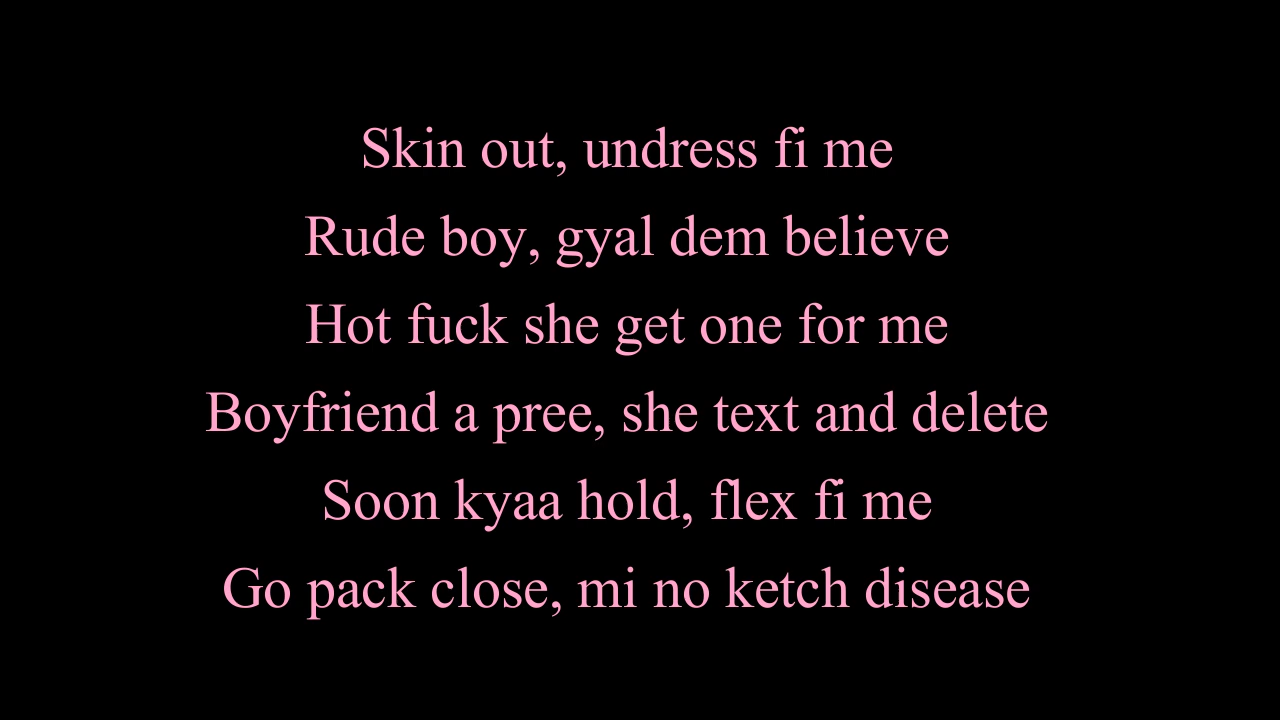 Skin out, undress fi me
Rude boy, gyal dem believe
Hot fuck she get one for me
Boyfriend a pree, she text and delete
Soon kyaa hold, flex fi me
Go pack close, mi no ketch disease